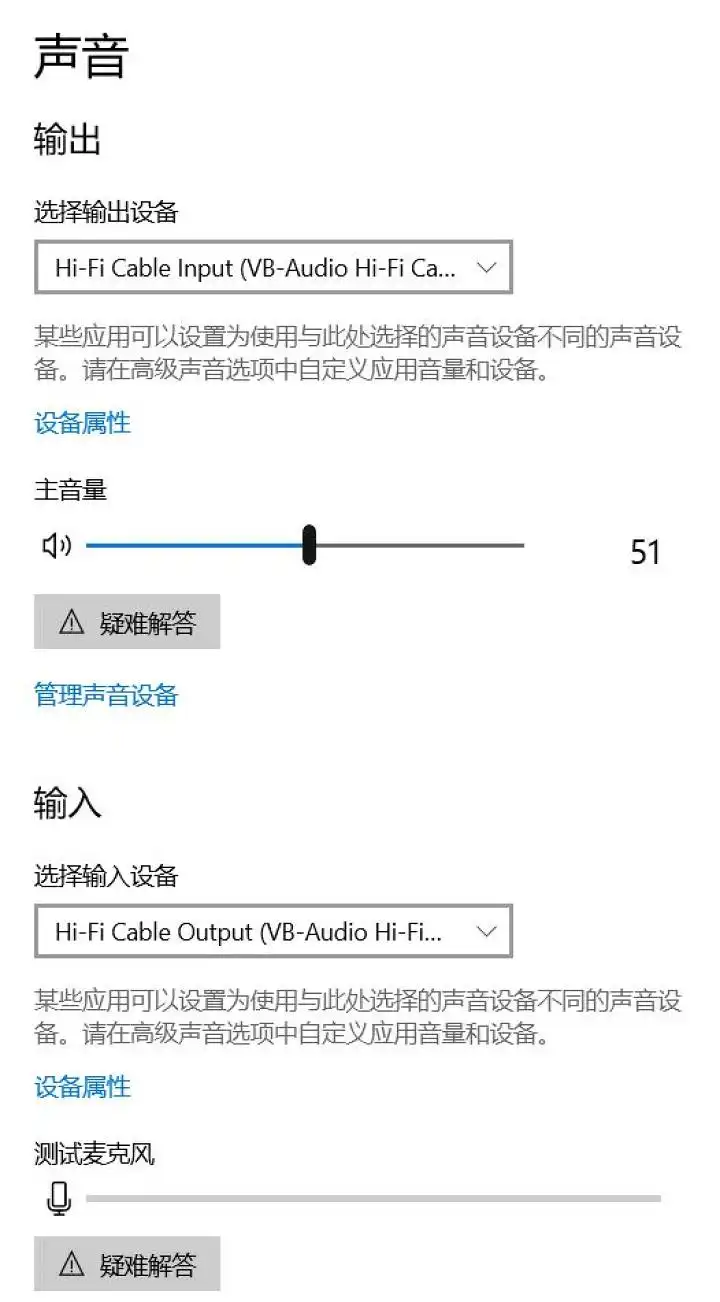 声音
输出
选择输出设备
Hi-Fi Cable Input (VB-Audio Hi-Fi Ca...
某些应用可以设置为使用与此处选择的声音设备不同的声音设
备。请在高级声音选项中自定义应用音量和设备。
设备属性
主音量
51
疑难解答
管理声音设备
输入
选择输入设备
Hi-Fi Cable Output (VB-Audio Hi-Fi...
某些应用可以设置为使用与此处选择的声音设备不同的声音设
备。请在高级声音选项中自定义应用音量和设备。
设备属性
测试麦克风
疑难解答